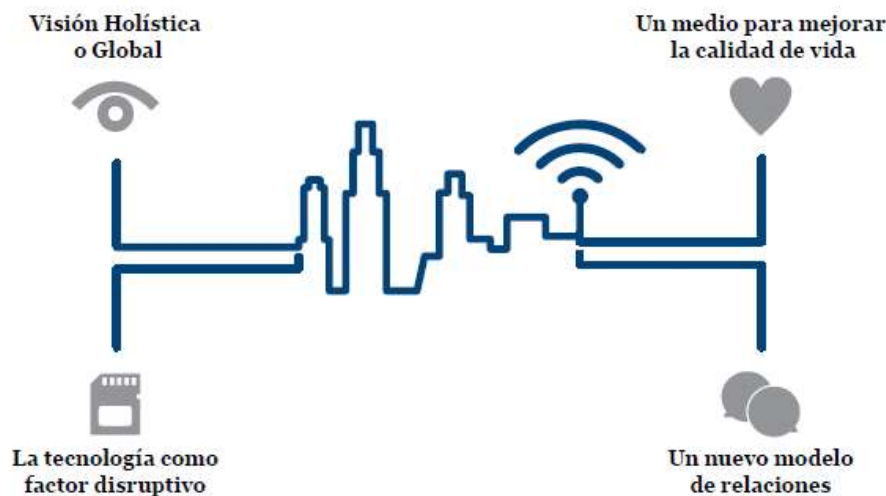 Visión Holística
o Global
Un medio para mejorar
la calidad de vida
La tecnología como
factor disruptivo
Un nuevo modelo
de relaciones